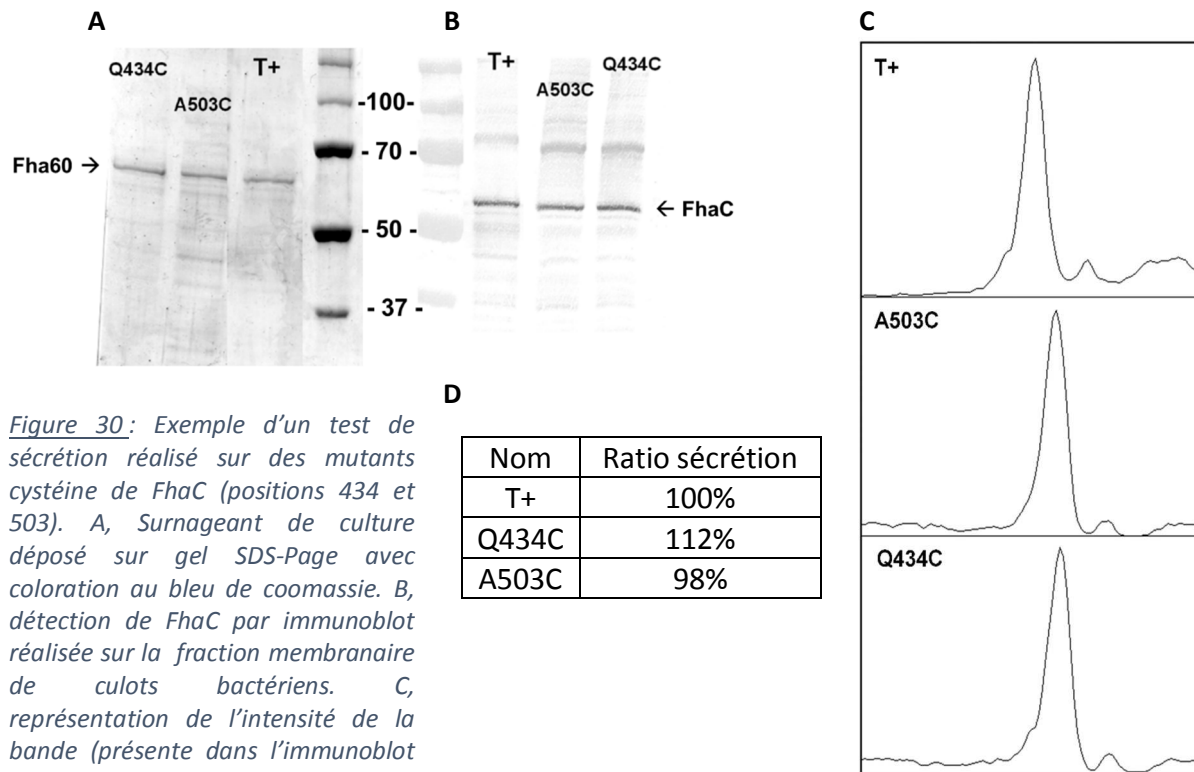 A
Q434C
A503C
T+
Fha60 →
-100-
- 70 -
- 50 -
- 37 -
B
T+
A503C
Q434C
← FhaC
C
T+
A503C
Q434C
Figure 30 : Exemple d’un test de
sécrétion réalisé sur des mutants
cystéine de FhaC (positions 434 et
503). A, Surnageant de culture
déposé sur gel SDS-Page avec
coloration au bleu de coomassie. B,
détection de FhaC par immunoblot
réalisée sur la fraction membranaire
de culots bactériens. C,
représentation de l’intensité de la
bande (présente dans l’immunoblot
D
Nom Ratio sécrétion
T+ 100%
Q434C 112%
A503C 98%